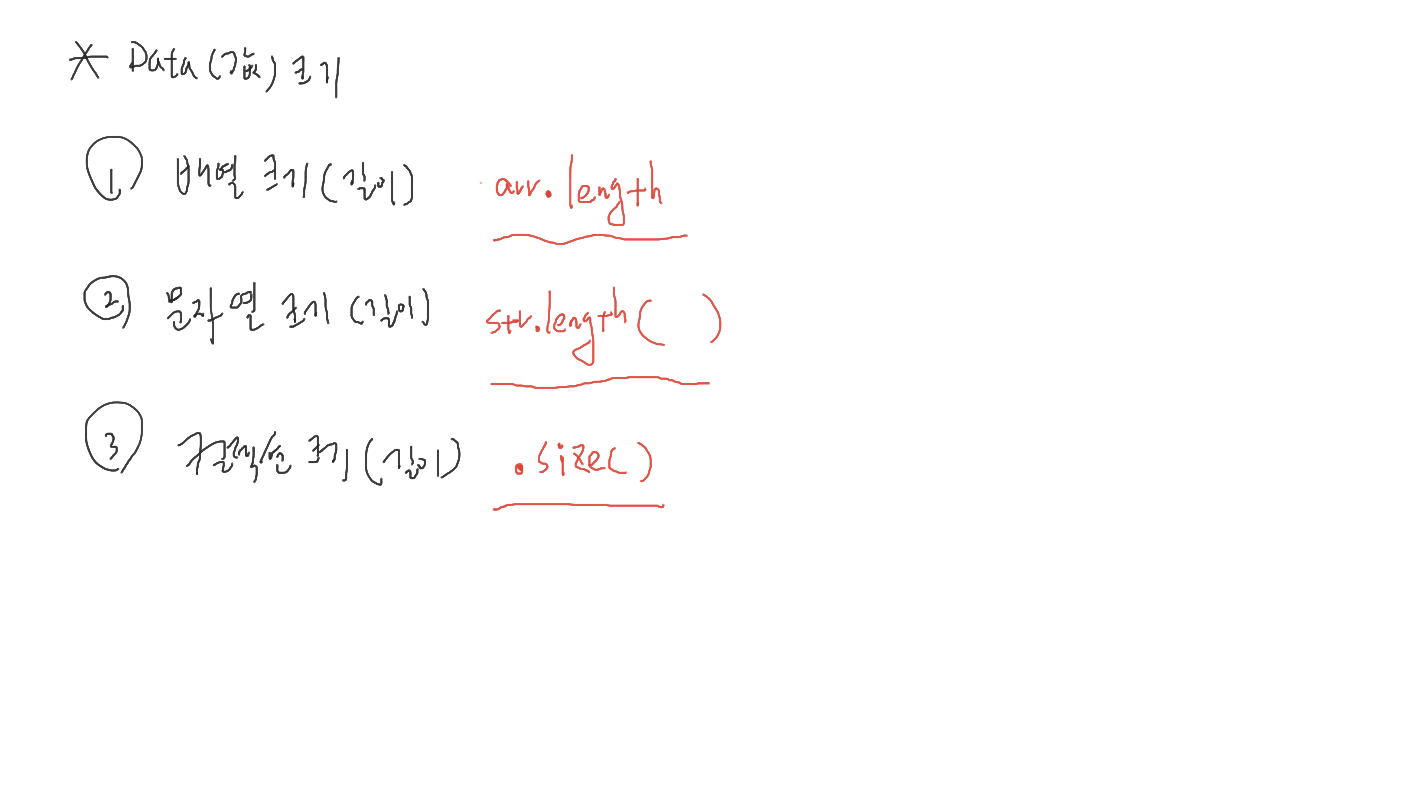 * Data(값) 크기
① 배열 크기(길이) arr.length
② 문자열 크기(길이) str.length( )
③ 컬렉션 크기(길이) .size( )